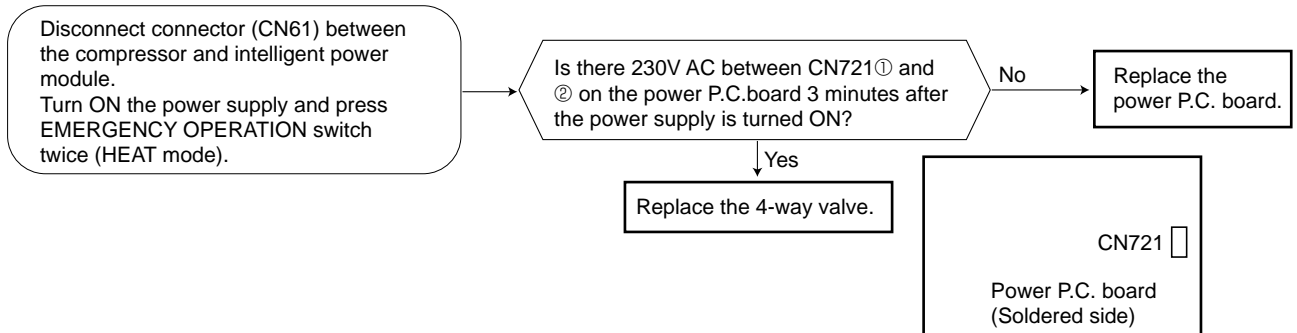 Disconnect connector (CN61) between
the compressor and intelligent power
module.
Turn ON the power supply and press
EMERGENCY OPERATION switch
twice (HEAT mode).
Is there 230V AC between CN721① and
② on the power P.C.board 3 minutes after
the power supply is turned ON?
No
Replace the
power P.C. board.
Yes
Replace the 4-way valve.
CN721
Power P.C. board
(Soldered side)